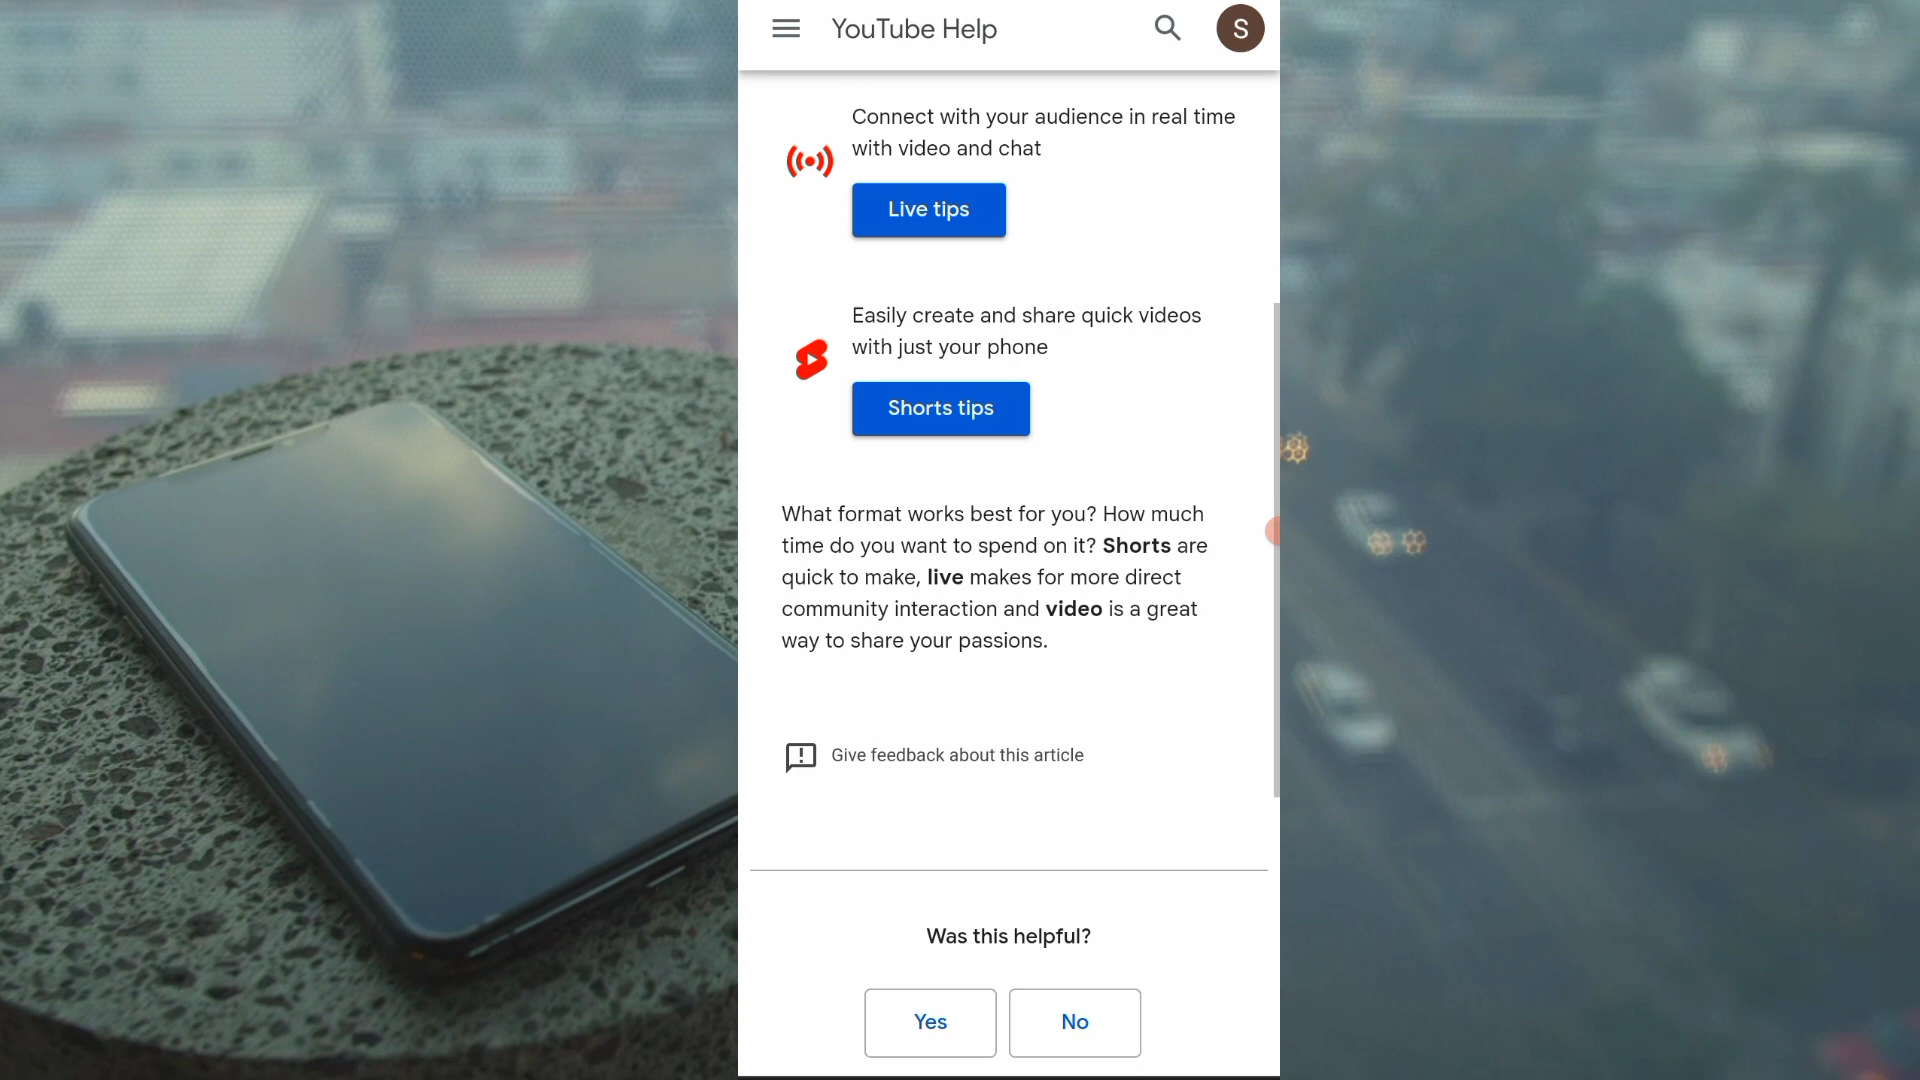 YouTube Help
S
Connect with your audience in real time
with video and chat
Live tips
Easily create and share quick videos
with just your phone
Shorts tips
What format works best for you? How much
time do you want to spend on it? Shorts are
quick to make, live makes for more direct
community interaction and video is a great
way to share your passions.
Give feedback about this article
Was this helpful?
Yes
No